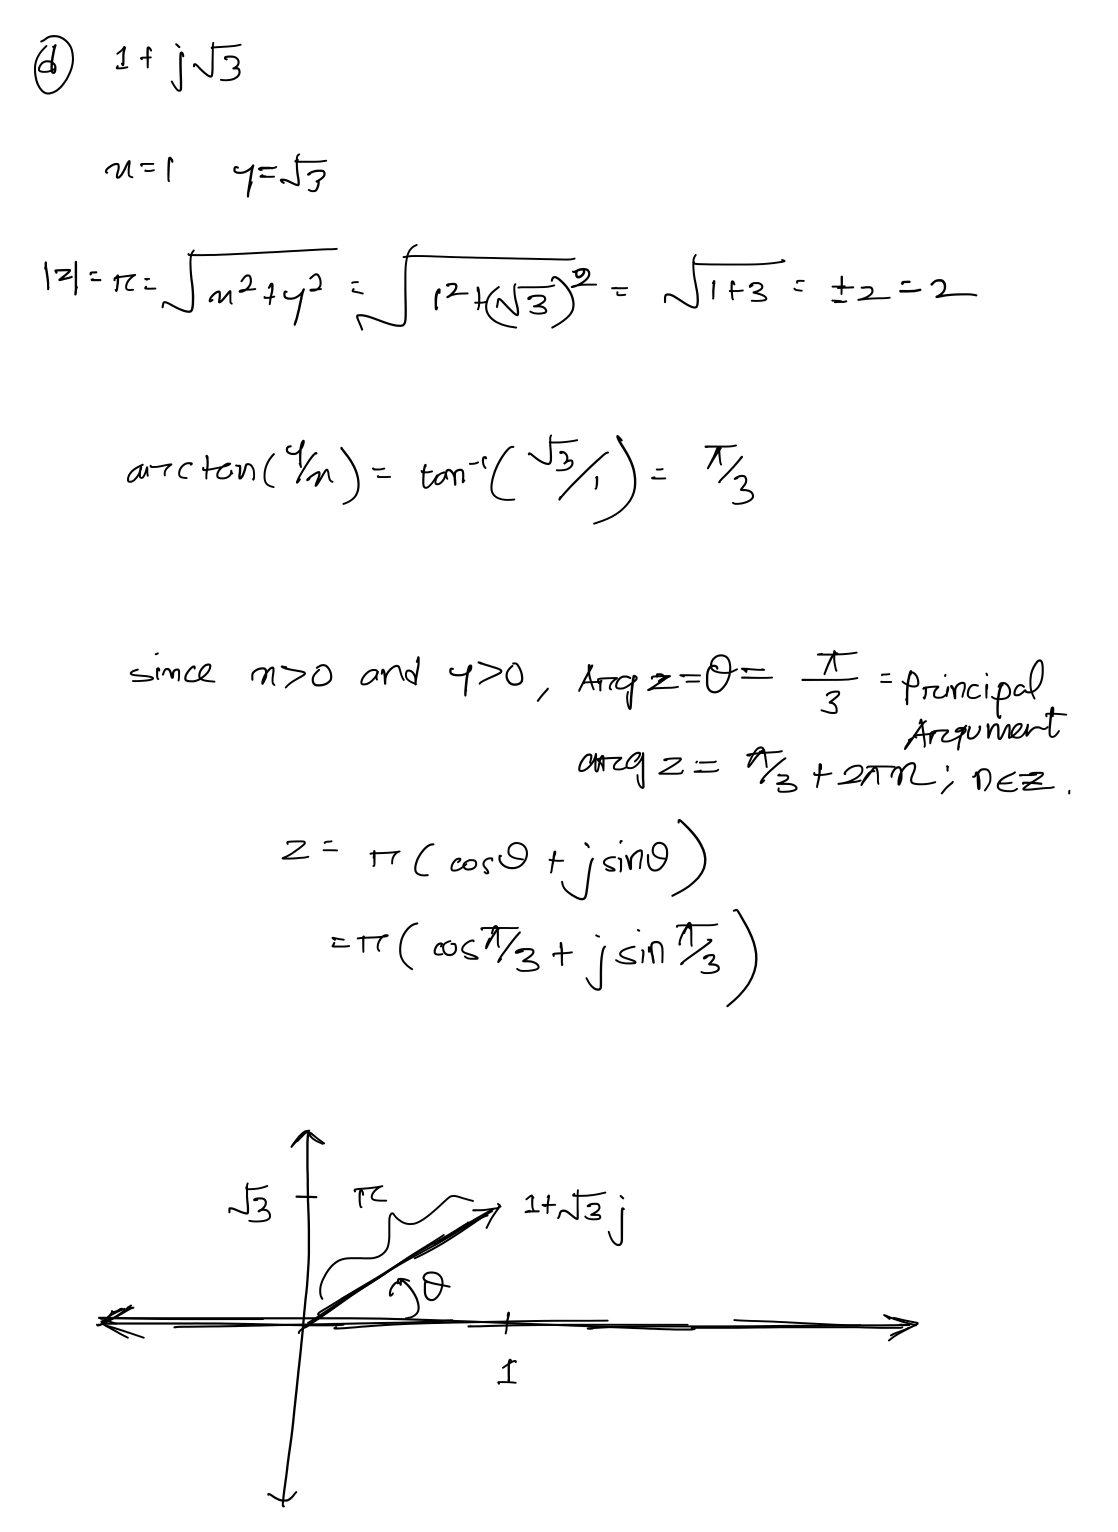 (d) 1 + j√3
x=1 y=√3
|z| = r = √(x²+y²) = √(1²+(√3)²) = √(1+3) = ±2 = 2
arctan(y/x) = tan⁻¹(√3/1) = π/3
since x>0 and y>0, Arg z = θ = π/3 = principal
Argument
arg z = π/3 + 2πn; n∈Z.
z = r(cosθ + j sinθ)
= r(cos π/3 + j sin π/3)
√3 r 1+√3 j
θ
1